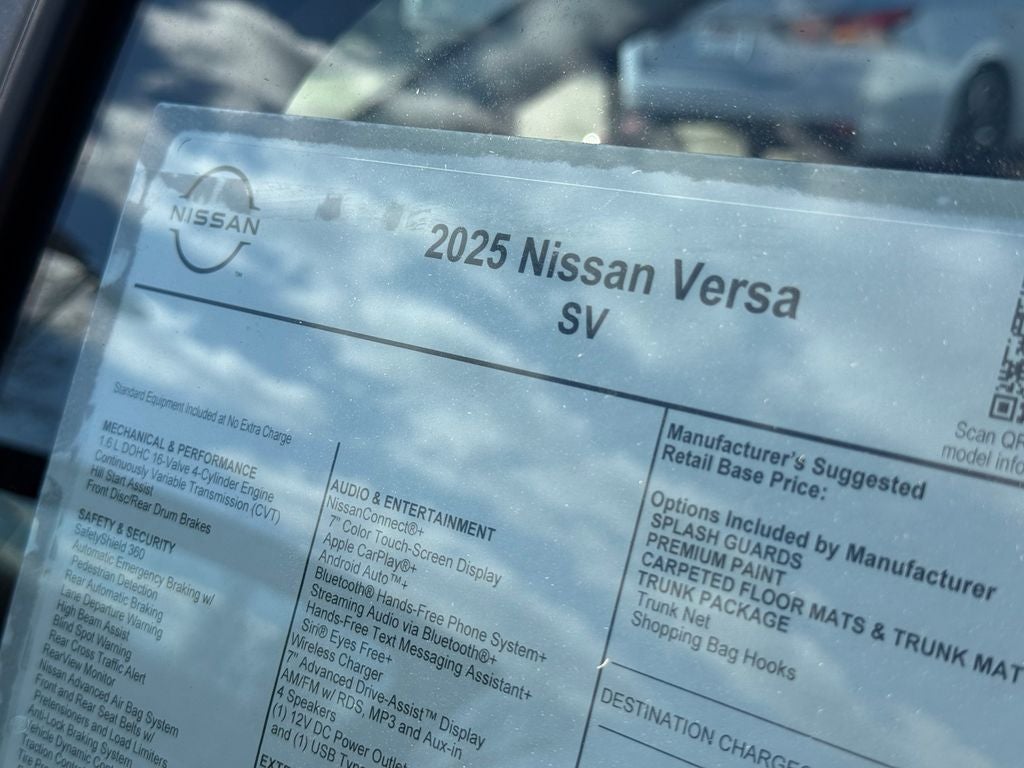 NISSAN
2025 Nissan Versa
SV
Scan QR
model info
Standard Equipment Included at No Extra Charge
MECHANICAL & PERFORMANCE
1.6 L DOHC 16-Valve 4-Cylinder Engine
Continuously Variable Transmission (CVT)
Hill Start Assist
Front Disc/Rear Drum Brakes
SAFETY & SECURITY
SafetyShield 360
Automatic Emergency Braking w/
Pedestrian Detection
Rear Automatic Braking
Lane Departure Warning
High Beam Assist
Blind Spot Warning
Rear Cross Traffic Alert
RearView Monitor
Nissan Advanced Air Bag System
Front and Rear Seat Belts w/
Pretensioners and Load Limiters
Anti-Lock Braking System
Vehicle Dynamic
Traction
AUDIO & ENTERTAINMENT
NissanConnect®+
7" Color Touch-Screen Display
Apple CarPlay®+
Android Auto™+
Bluetooth® Hands-Free Phone System+
Streaming Audio via Bluetooth®+
Hands-Free Text Messaging Assistant+
Siri® Eyes Free+
Wireless Charger
7" Advanced Drive-Assist™ Display
AM/FM w/ RDS, MP3 and Aux-in
4 Speakers
(1) 12V DC Power Outlet
and (1) USB Type
EXTE
Manufacturer's Suggested
Retail Base Price:
Options Included by Manufacturer
SPLASH GUARDS
PREMIUM PAINT
CARPETED FLOOR MATS & TRUNK MAT
TRUNK PACKAGE
Trunk Net
Shopping Bag Hooks
DESTINATION CHARGES